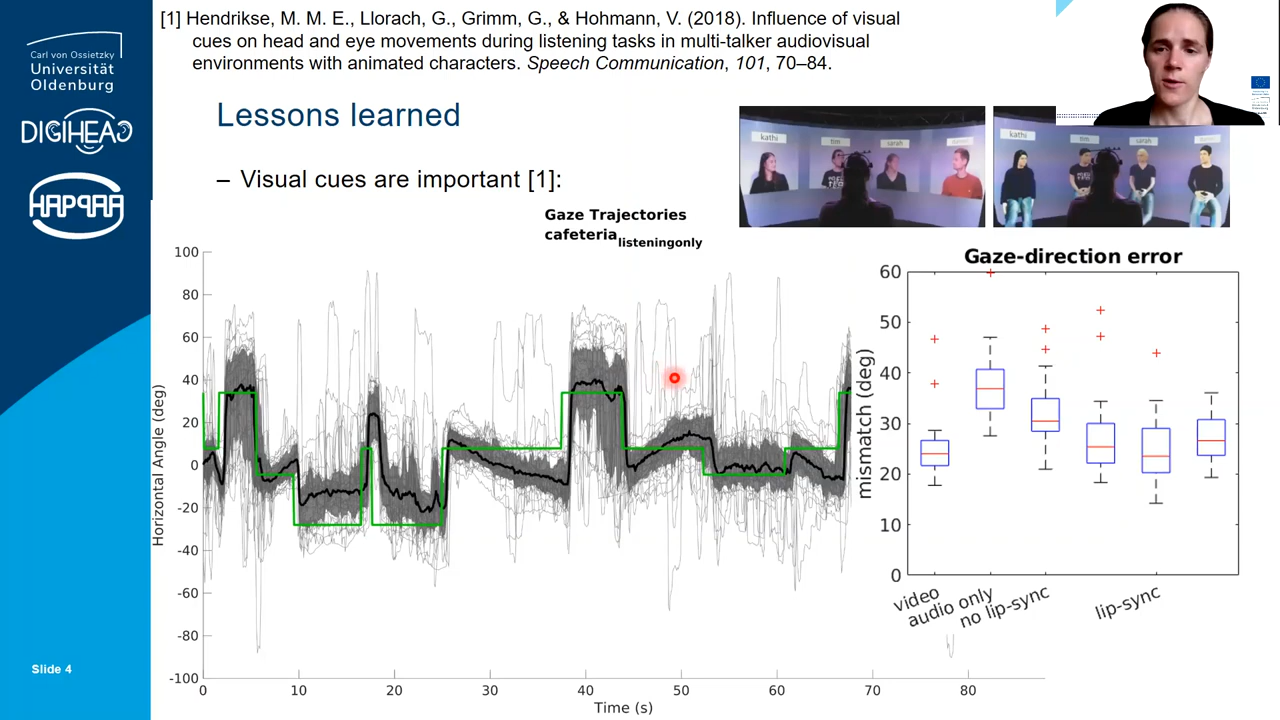 [1] Hendrikse, M. M. E., Llorach, G., Grimm, G., & Hohmann, V. (2018). Influence of visual
cues on head and eye movements during listening tasks in multi-talker audiovisual
environments with animated characters. Speech Communication, 101, 70–84.
Carl von Ossietzky
Universität
Oldenburg
DIGIHEAD
Lessons learned
– Visual cues are important [1]:
kathi
tim
sarah
kathi
tim
sarah
Gaze Trajectories
cafeterialisteningonly
Horizontal Angle (deg)
100
80
60
40
20
0
-20
-40
-60
-80
-100
0 10 20 30 40 50 60 70 80
Time (s)
Gaze-direction error
mismatch (deg)
60
50
40
30
20
10
0
video
audio only
no lip-sync
lip-sync
Slide 4